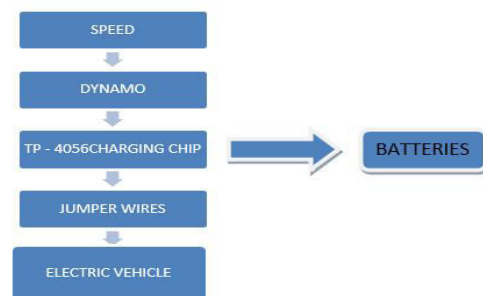 SPEED
DYNAMO
TP - 4056CHARGING CHIP
BATTERIES
JUMPER WIRES
ELECTRIC VEHICLE